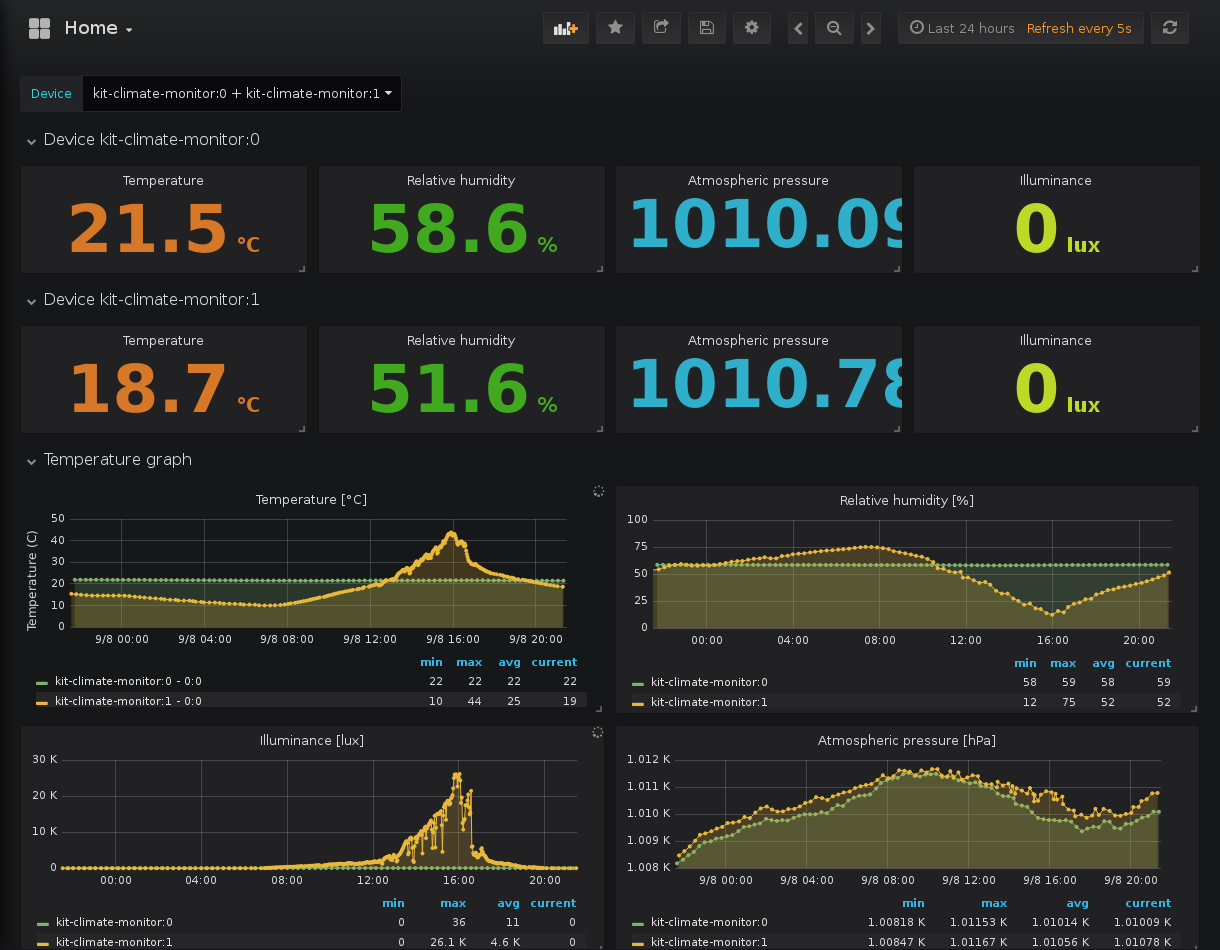 Home
Last 24 hours Refresh every 5s
Device kit-climate-monitor:0 + kit-climate-monitor:1
Device kit-climate-monitor:0
Temperature Relative humidity Atmospheric pressure Illuminance
21.5 °C 58.6 % 1010.09 0 lux
Device kit-climate-monitor:1
Temperature Relative humidity Atmospheric pressure Illuminance
18.7 °C 51.6 % 1010.78 0 lux
Temperature graph
Temperature [°C]
Temperature (C)
50
40
30
20
10
0
9/8 00:00 9/8 04:00 9/8 08:00 9/8 12:00 9/8 16:00 9/8 20:00
min max avg current
kit-climate-monitor:0 - 0:0 22 22 22 22
kit-climate-monitor:1 - 0:0 10 44 25 19
Relative humidity [%]
100
75
50
25
0
00:00 04:00 08:00 12:00 16:00 20:00
min max avg current
kit-climate-monitor:0 58 59 58 59
kit-climate-monitor:1 12 75 52 52
Illuminance [lux]
30 K
20 K
10 K
0
00:00 04:00 08:00 12:00 16:00 20:00
min max avg current
kit-climate-monitor:0 0 36 11 0
kit-climate-monitor:1 0 26.1 K 4.6 K 0
Atmospheric pressure [hPa]
1.012 K
1.011 K
1.010 K
1.009 K
1.008 K
9/8 00:00 9/8 04:00 9/8 08:00 9/8 12:00 9/8 16:00 9/8 20:00
min max avg current
kit-climate-monitor:0 1.00818 K 1.01153 K 1.01014 K 1.01009 K
kit-climate-monitor:1 1.00847 K 1.01167 K 1.01056 K 1.01078 K